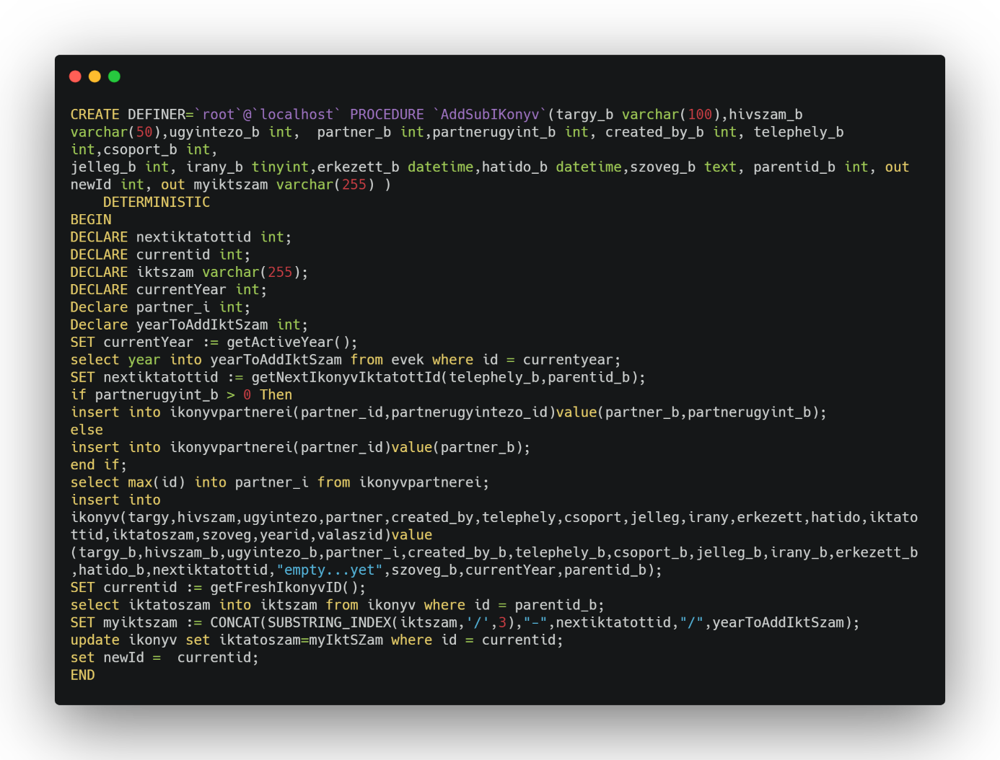 CREATE DEFINER=`root`@`localhost` PROCEDURE `AddSubIKonyv`(targy_b varchar(100),hivszam_b
varchar(50),ugyintezo_b int,  partner_b int,partnerugyint_b int, created_by_b int, telephely_b
int,csoport_b int,
jelleg_b int, irany_b tinyint,erkezett_b datetime,hatido_b datetime,szoveg_b text, parentid_b int, out
newId int, out myiktszam varchar(255) )
    DETERMINISTIC
BEGIN
DECLARE nextiktatottid int;
DECLARE currentid int;
DECLARE iktszam varchar(255);
DECLARE currentYear int;
Declare partner_i int;
Declare yearToAddIktSzam int;
SET currentYear := getActiveYear();
select year into yearToAddIktSzam from evek where id = currentyear;
SET nextiktatottid := getNextIkonyvIktatottId(telephely_b,parentid_b);
if partnerugyint_b > 0 Then
insert into ikonyvpartnerei(partner_id,partnerugyintezo_id)value(partner_b,partnerugyint_b);
else
insert into ikonyvpartnerei(partner_id)value(partner_b);
end if;
select max(id) into partner_i from ikonyvpartnerei;
insert into
ikonyv(targy,hivszam,ugyintezo,partner,created_by,telephely,csoport,jelleg,irany,erkezett,hatido,iktato
ttid,iktatoszam,szoveg,yearid,valaszid)value
(targy_b,hivszam_b,ugyintezo_b,partner_i,created_by_b,telephely_b,csoport_b,jelleg_b,irany_b,erkezett_b
,hatido_b,nextiktatottid,"empty...yet",szoveg_b,currentYear,parentid_b);
SET currentid := getFreshIkonyvID();
select iktatoszam into iktszam from ikonyv where id = parentid_b;
SET myiktszam := CONCAT(SUBSTRING_INDEX(iktszam,'/',3),"-",nextiktatottid,"/",yearToAddIktSzam);
update ikonyv set iktatoszam=myIktSZam where id = currentid;
set newId =  currentid;
END